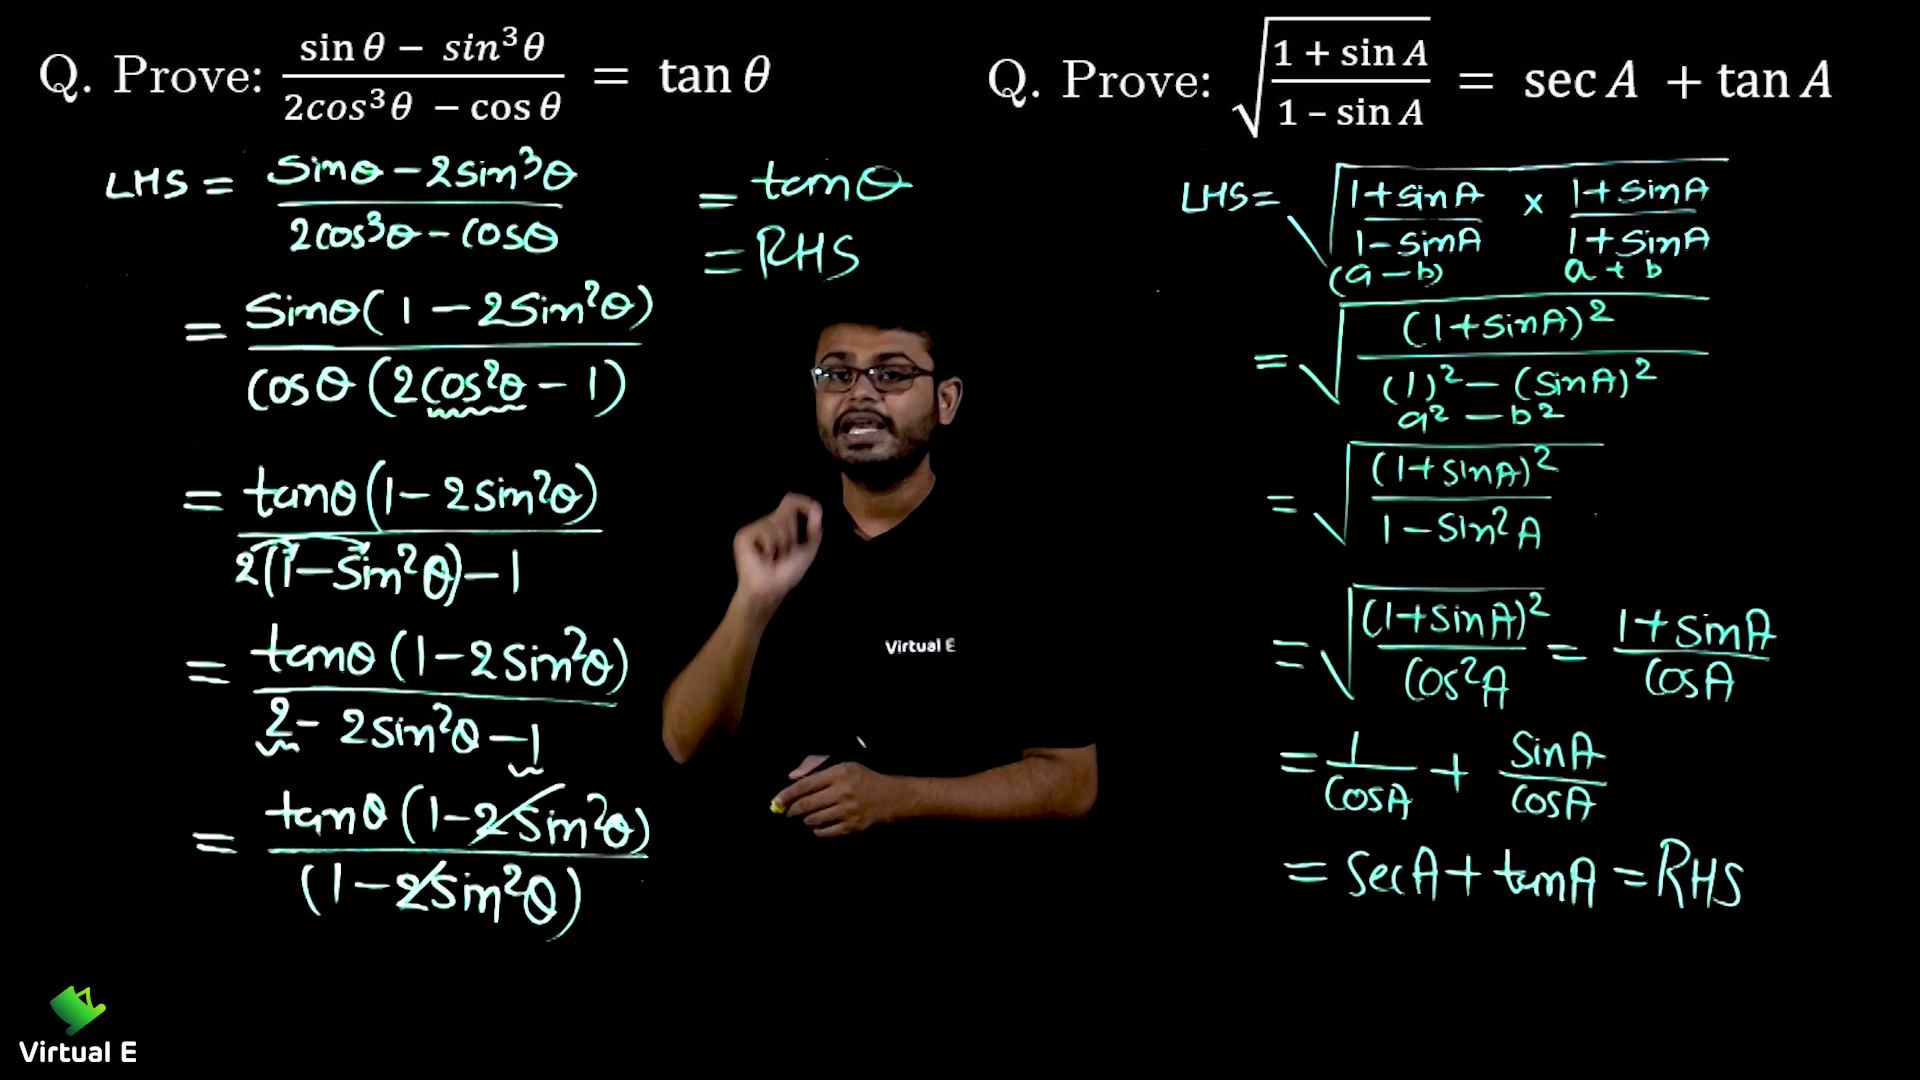 Q. Prove: (sin θ − sin³θ)/(2cos³θ − cos θ) = tan θ
LHS = (sinθ − 2sin³θ)/(2cos³θ − cosθ)
= (sinθ(1 − 2sin²θ))/(cosθ(2cos²θ − 1))
= (tanθ(1 − 2sin²θ))/(2(1 − sin²θ) − 1)
= (tanθ(1 − 2sin²θ))/(2 − 2sin²θ − 1)
= (tanθ(1 − 2sin²θ))/((1 − 2sin²θ))
= tanθ
= RHS
Q. Prove: √((1 + sin A)/(1 − sin A)) = sec A + tan A
LHS = √((1+sinA)/(1−sinA) × (1+sinA)/(1+sinA))
(a − b) a + b
= √((1+sinA)²/((1)² − (sinA)²))
a² − b²
= √((1+sinA)²/(1 − sin²A))
= √((1+sinA)²/(cos²A)) = (1+sinA)/(cosA)
= 1/cosA + sinA/cosA
= secA + tanA = RHS
Virtual E
Virtual E